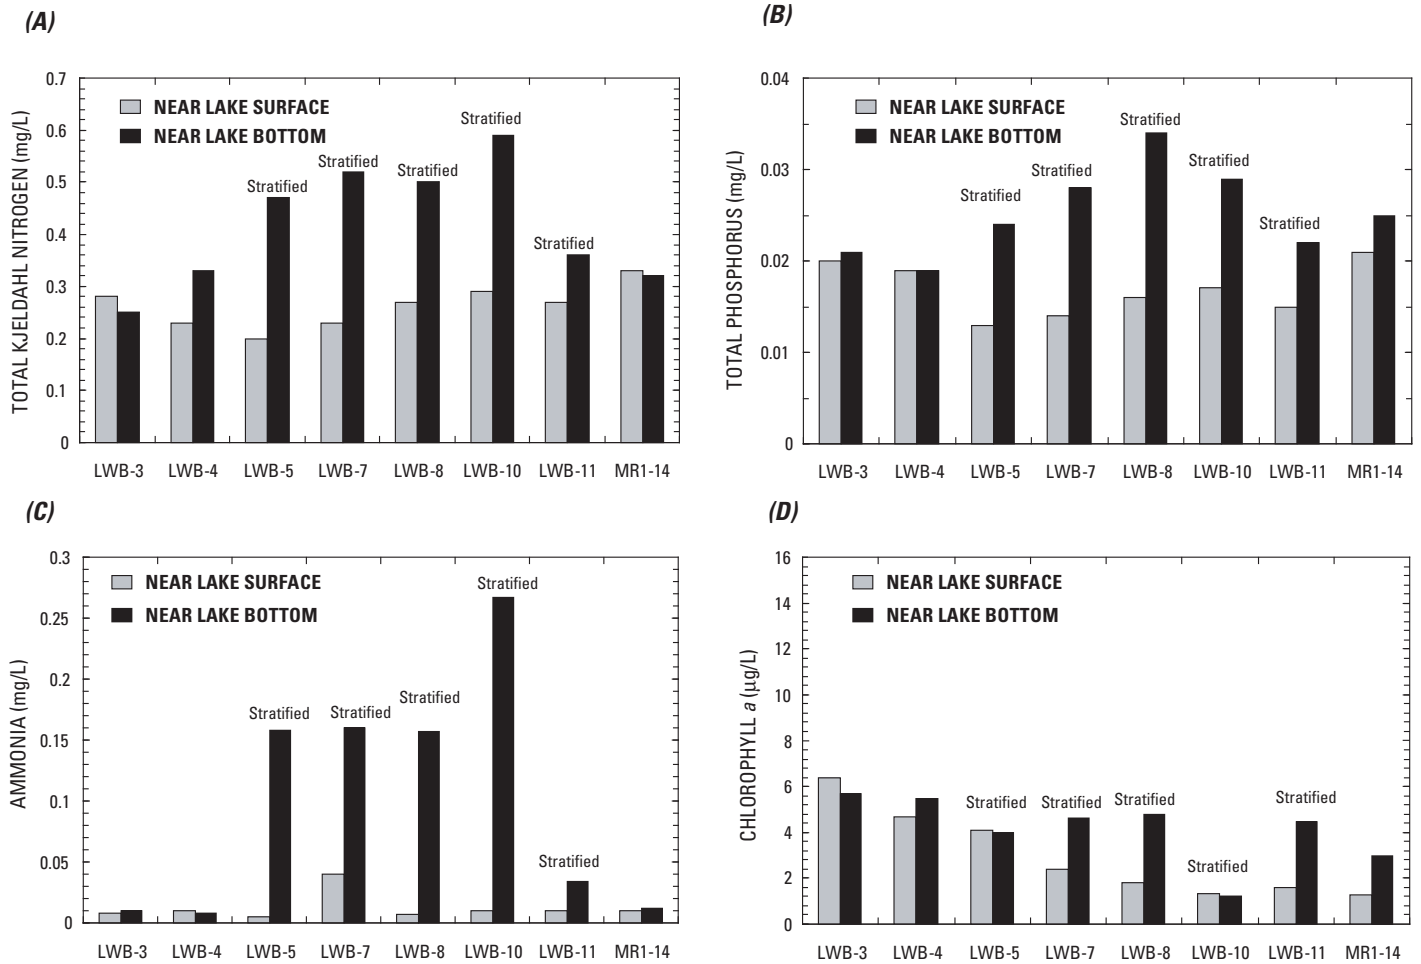 (A)
0.7
0.6
0.5
0.4
0.3
0.2
0.1
0
TOTAL KJELDAHL NITROGEN (mg/L)
NEAR LAKE SURFACE
NEAR LAKE BOTTOM
Stratified
Stratified
Stratified
Stratified
Stratified
LWB-3 LWB-4 LWB-5 LWB-7 LWB-8 LWB-10 LWB-11 MR1-14
(B)
0.04
0.03
0.02
0.01
0
TOTAL PHOSPHORUS (mg/L)
NEAR LAKE SURFACE
NEAR LAKE BOTTOM
Stratified
Stratified
Stratified
Stratified
Stratified
LWB-3 LWB-4 LWB-5 LWB-7 LWB-8 LWB-10 LWB-11 MR1-14
(C)
0.3
0.25
0.2
0.15
0.1
0.05
0
AMMONIA (mg/L)
NEAR LAKE SURFACE
NEAR LAKE BOTTOM
Stratified
Stratified
Stratified
Stratified
Stratified
LWB-3 LWB-4 LWB-5 LWB-7 LWB-8 LWB-10 LWB-11 MR1-14
(D)
16
14
12
10
8
6
4
2
0
CHLOROPHYLL a (µg/L)
NEAR LAKE SURFACE
NEAR LAKE BOTTOM
Stratified
Stratified
Stratified
Stratified
Stratified
LWB-3 LWB-4 LWB-5 LWB-7 LWB-8 LWB-10 LWB-11 MR1-14